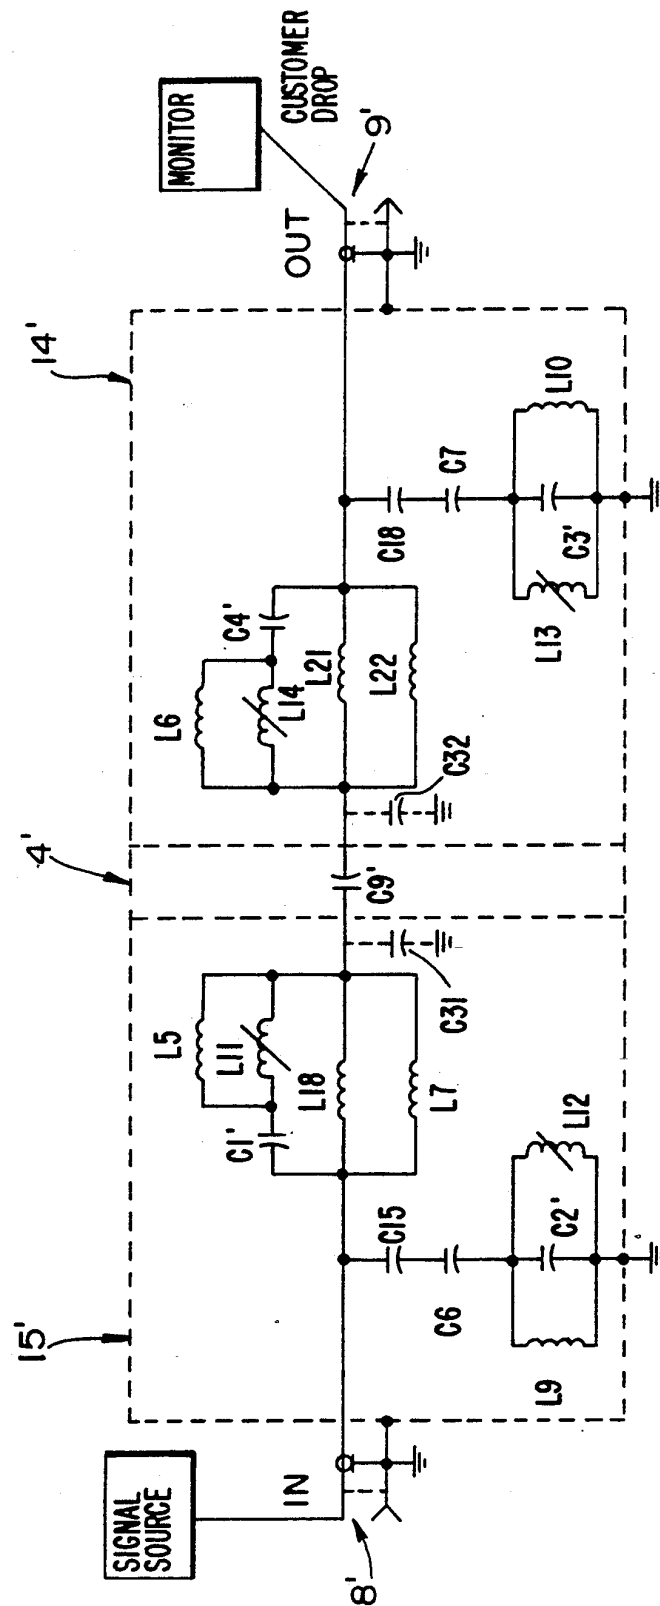 SIGNAL
SOURCE
IN
8'
15'
4'
14'
MONITOR
CUSTOMER
DROP
OUT
9'
L5
L11
C1'
L18
L7
C31
C15
C6
L9
C2'
L12
C9'
L6
C4'
L14
L21
L22
C32
C18
C7
L13
C3'
L10